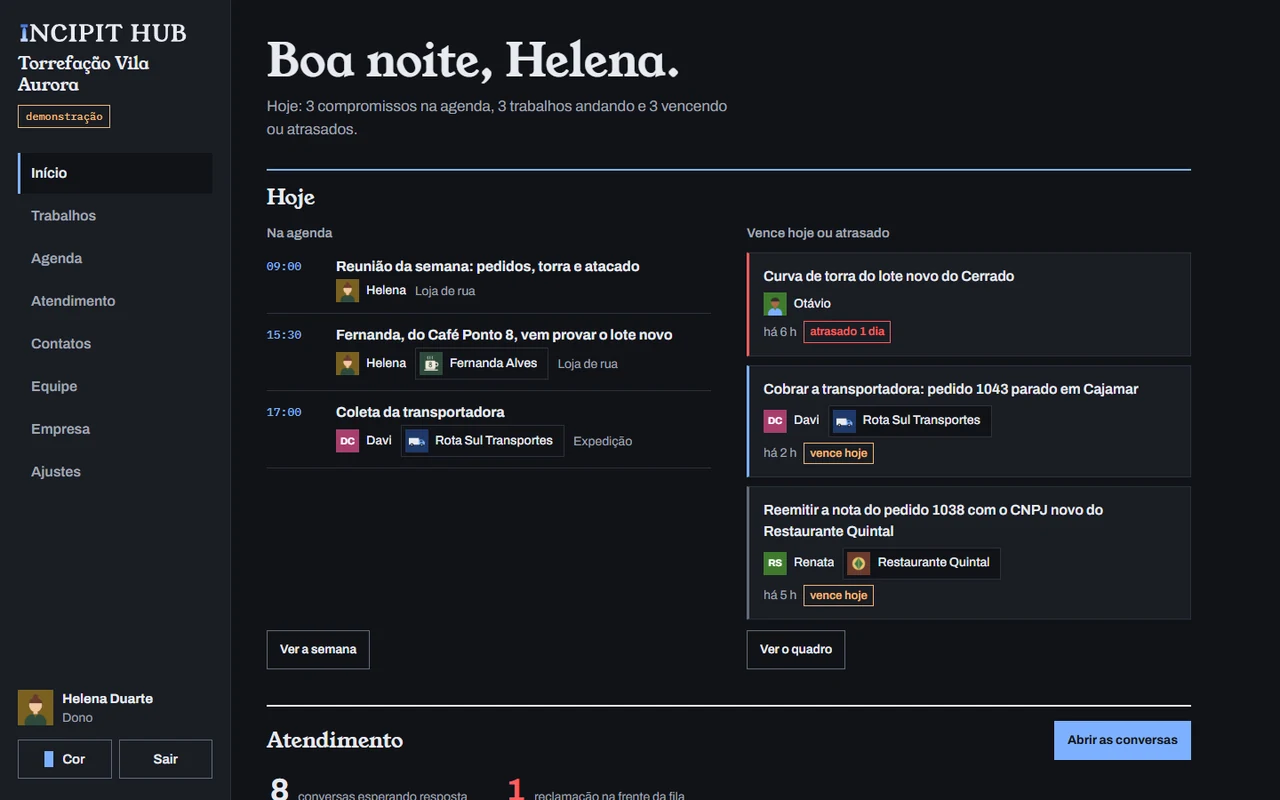 INCIPIT HUB
Torrefação Vila
Aurora
demonstração
Início
Trabalhos
Agenda
Atendimento
Contatos
Equipe
Empresa
Ajustes
Helena Duarte
Dono
Cor
Sair
Boa noite, Helena.
Hoje: 3 compromissos na agenda, 3 trabalhos andando e 3 vencendo
ou atrasados.
Hoje
Na agenda
09:00
Reunião da semana: pedidos, torra e atacado
Helena Loja de rua
15:30
Fernanda, do Café Ponto 8, vem provar o lote novo
Helena 8 Fernanda Alves Loja de rua
17:00
Coleta da transportadora
DC Davi Rota Sul Transportes Expedição
Ver a semana
Vence hoje ou atrasado
Curva de torra do lote novo do Cerrado
Otávio
há 6 h atrasado 1 dia
Cobrar a transportadora: pedido 1043 parado em Cajamar
DC Davi Rota Sul Transportes
há 2 h vence hoje
Reemitir a nota do pedido 1038 com o CNPJ novo do
Restaurante Quintal
RS Renata Restaurante Quintal
há 5 h vence hoje
Ver o quadro
Atendimento
Abrir as conversas
8 conversas esperando resposta
1 reclamação na frente da fila